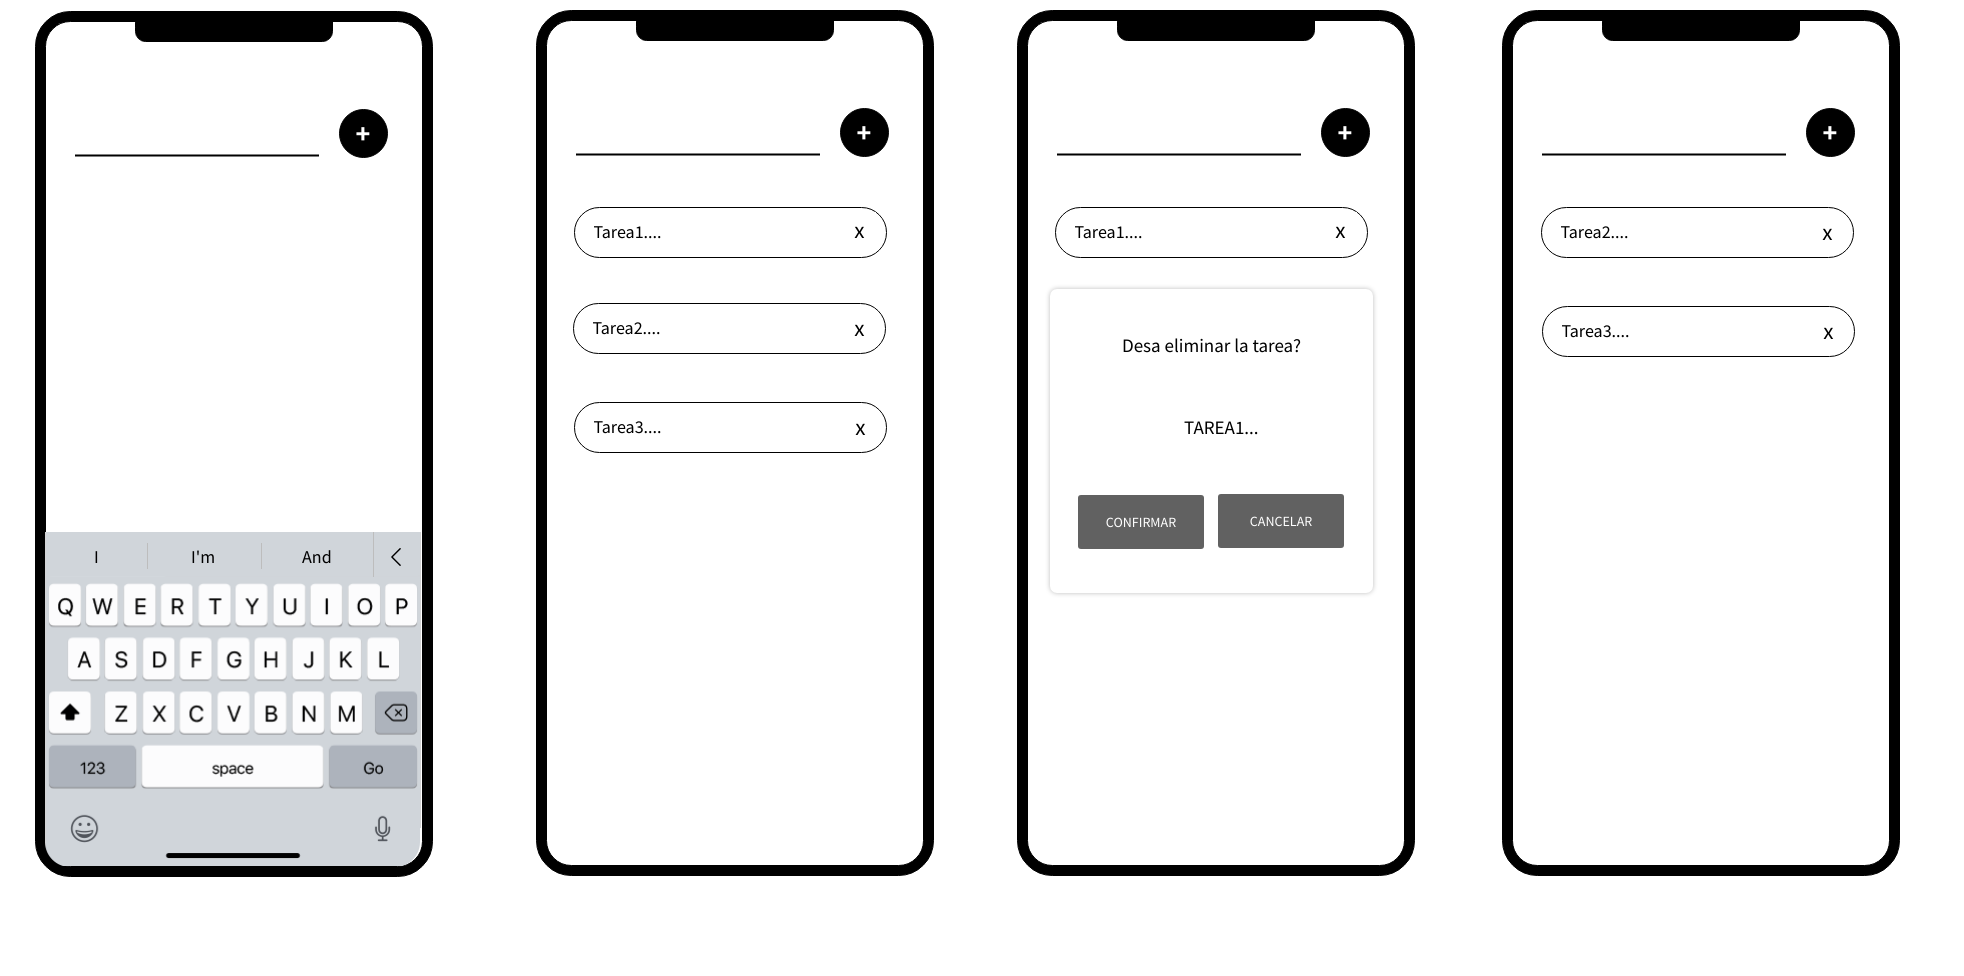 +
I I'm And
Q W E R T Y U I O P
A S D F G H J K L
Z X C V B N M
123 space Go
+
Tarea1.... x
Tarea2.... x
Tarea3.... x
+
Tarea1.... x
Desa eliminar la tarea?
TAREA1...
CONFIRMAR CANCELAR
+
Tarea2.... x
Tarea3.... x